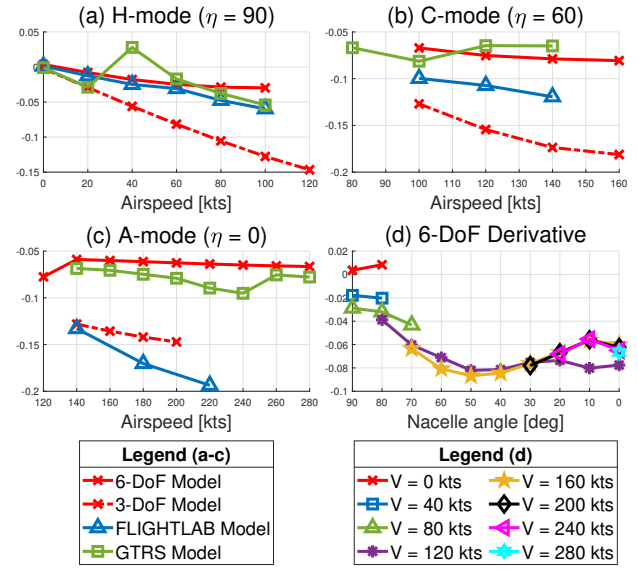 (a) H-mode (η = 90)
0.05
0
-0.05
-0.1
-0.15
0 20 40 60 80 100 120
Airspeed [kts]
(b) C-mode (η = 60)
-0.05
-0.1
-0.15
-0.2
80 100 120 140 160
Airspeed [kts]
(c) A-mode (η = 0)
-0.05
-0.1
-0.15
-0.2
120 140 160 180 200 220 240 260 280
Airspeed [kts]
(d) 6-DoF Derivative
0.02
0
-0.02
-0.04
-0.06
-0.08
-0.1
90 80 70 60 50 40 30 20 10 0
Nacelle angle [deg]
Legend (a-c)
6-DoF Model
3-DoF Model
FLIGHTLAB Model
GTRS Model
Legend (d)
V = 0 kts
V = 40 kts
V = 80 kts
V = 120 kts
V = 160 kts
V = 200 kts
V = 240 kts
V = 280 kts